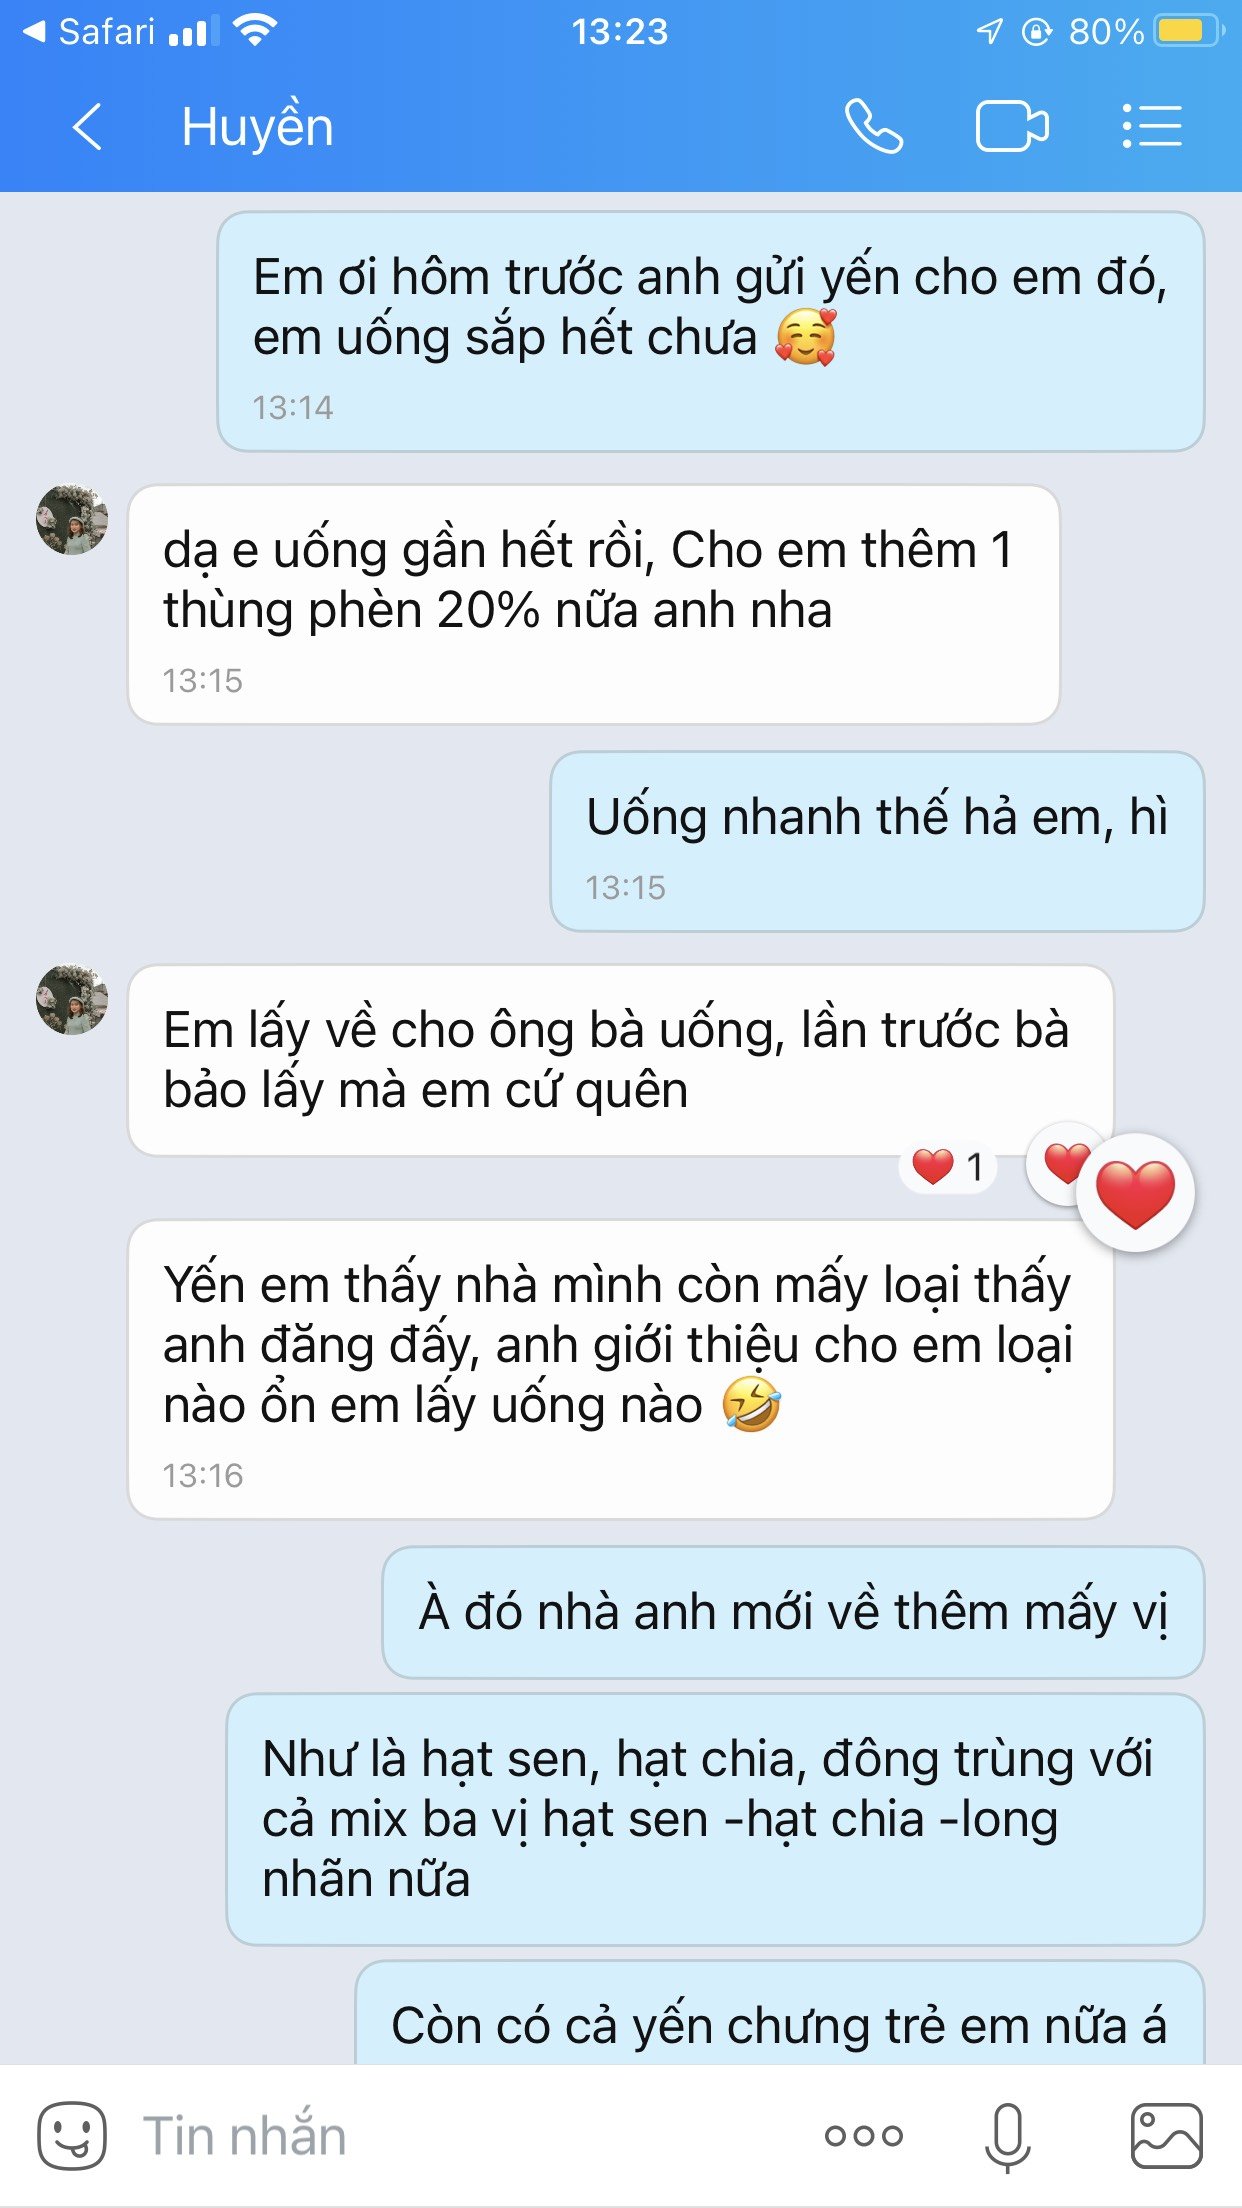 Safari 13:23 80%
Huyền
Em ơi hôm trước anh gửi yến cho em đó,
em uống sắp hết chưa 🥰
13:14
dạ e uống gần hết rồi, Cho em thêm 1
thùng phèn 20% nữa anh nha
13:15
Uống nhanh thế hả em, hì
13:15
Em lấy về cho ông bà uống, lần trước bà
bảo lấy mà em cứ quên
❤️ 1
Yến em thấy nhà mình còn mấy loại thấy
anh đăng đấy, anh giới thiệu cho em loại
nào ổn em lấy uống nào 🤣
13:16
À đó nhà anh mới về thêm mấy vị
Như là hạt sen, hạt chia, đông trùng với
cả mix ba vị hạt sen -hạt chia -long
nhãn nữa
Còn có cả yến chưng trẻ em nữa á
Tin nhắn